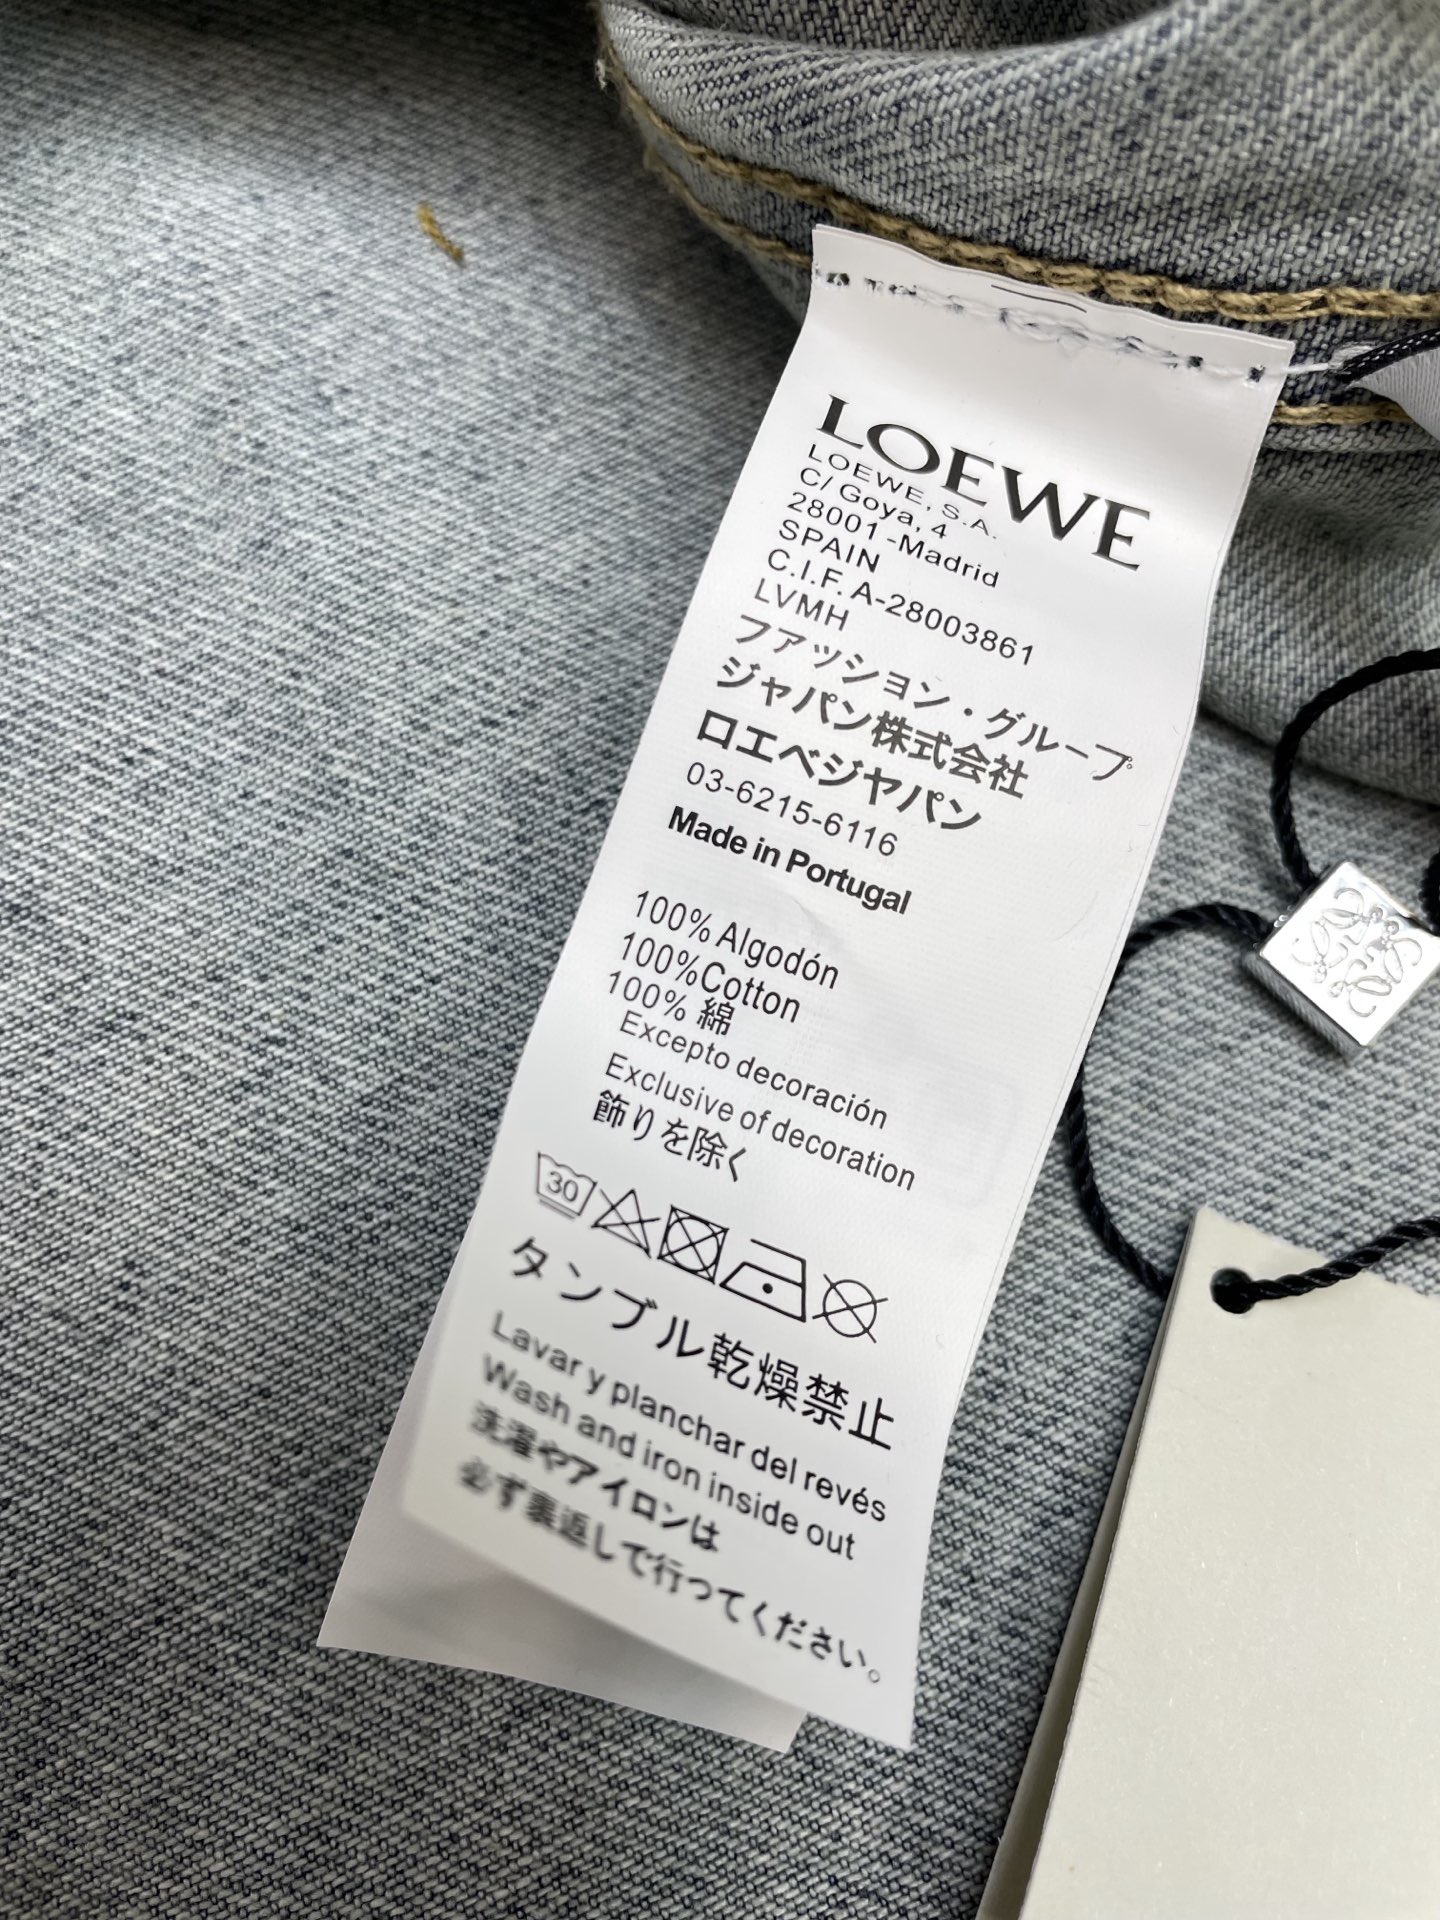 LOEWE
LOEWE, S.A.
C/ Goya, 4
28001 -Madrid
SPAIN
C.I.F. A-28003861
LVMH
ファッション・グループ
ジャパン株式会社
ロエベジャパン
03-6215-6116
Made in Portugal
100% Algodón
100%Cotton
100% 綿
Excepto decoración
Exclusive of decoration
飾りを除く
30
タンブル乾燥禁止
Lavar y planchar del revés
Wash and iron inside out
洗濯やアイロンは
必ず裏返しで行ってください。